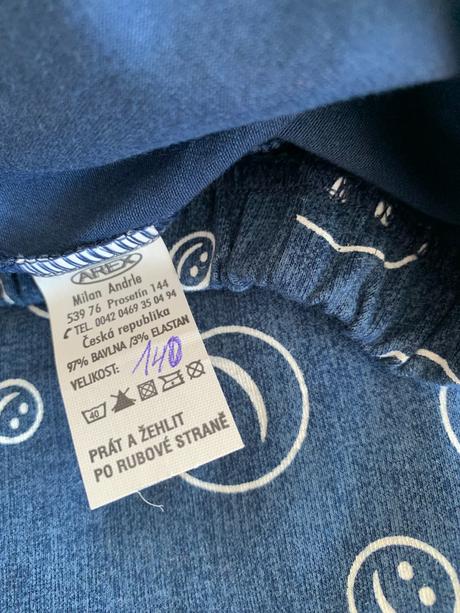 AREX
Milan Andrle
539 76 Prosetín 144
TEL 0042 0469 35 04 94
Česká republika
97% BAVLNA /3% ELASTAN
VELIKOST: 140
40
PRÁT A ŽEHLIT
PO RUBOVÉ STRANĚ